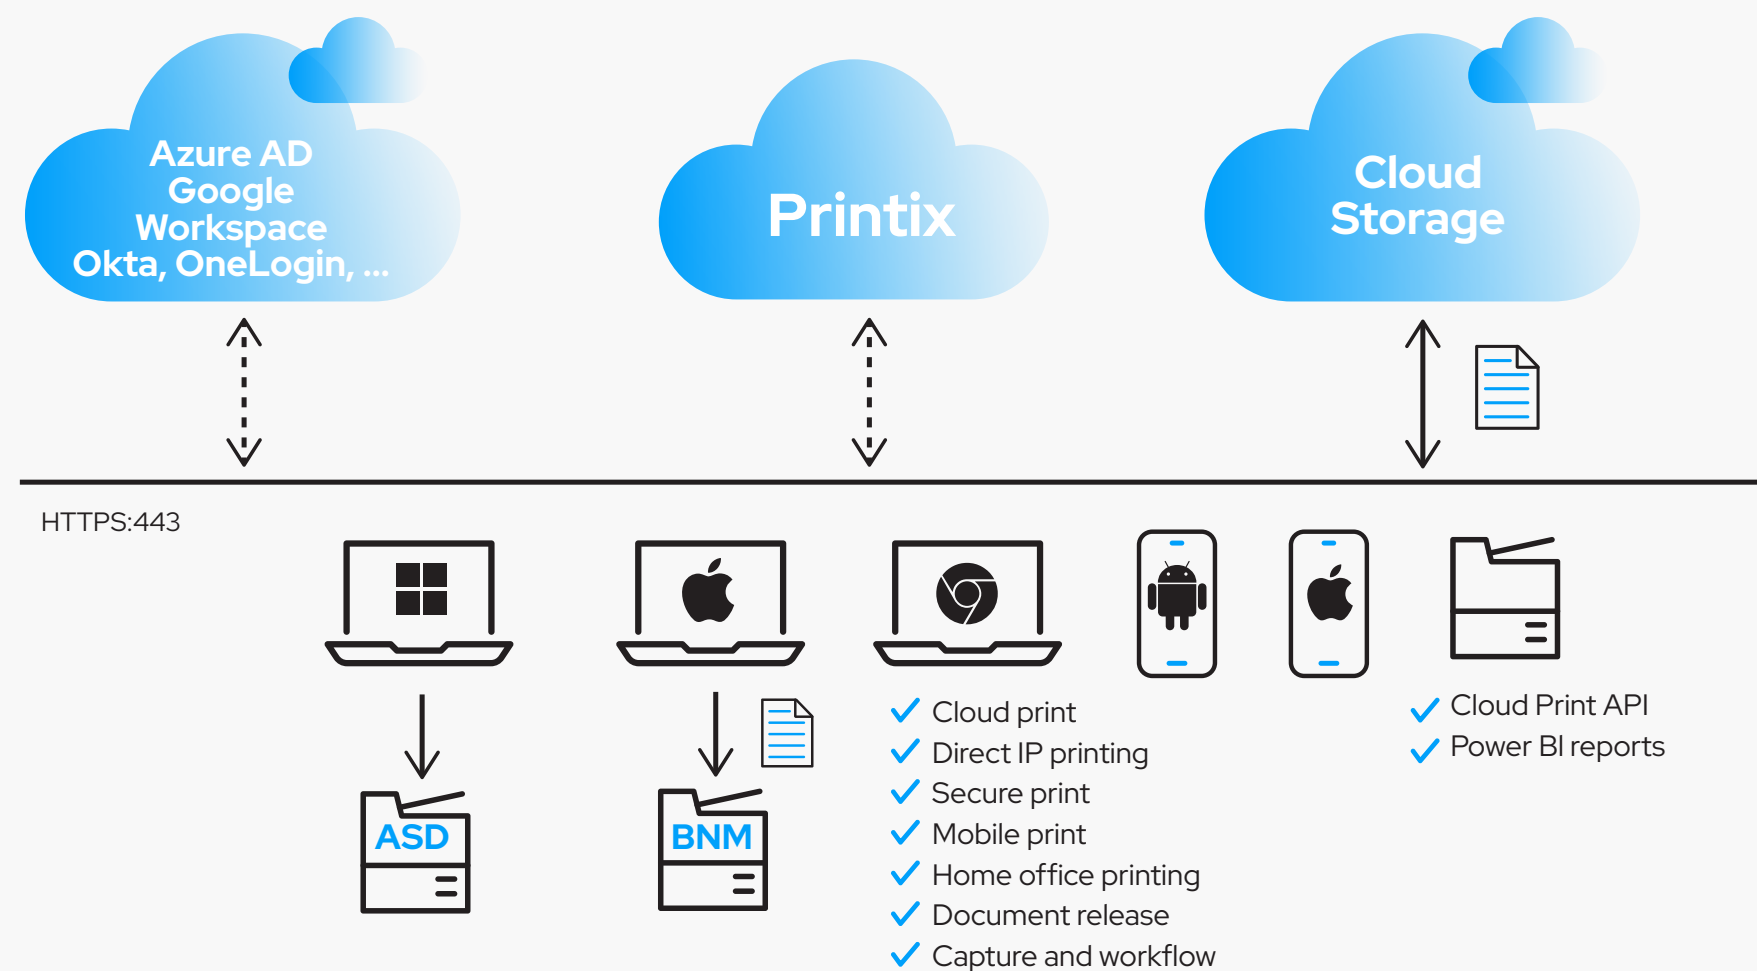 Azure AD
Google
Workspace
Okta, OneLogin, ...
Printix
Cloud
Storage
HTTPS:443
ASD
BNM
Cloud print
Direct IP printing
Secure print
Mobile print
Home office printing
Document release
Capture and workflow
Cloud Print API
Power BI reports